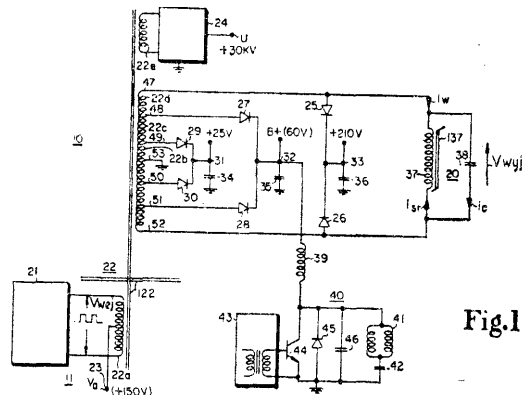 24
U
+30KV
22e
47
22d
48
27
25
Iw
22c
29
+25V
B+(60V)
+210V
137
49
31
32
33
20
38
Vwyj
10
53
22b
34
35
36
37
50
30
Isr
ic
51
28
52
39
22
40
21
122
Vwej
43
45
46
41
Fig.1
44
42
11
23
22a
Va
(+150V)